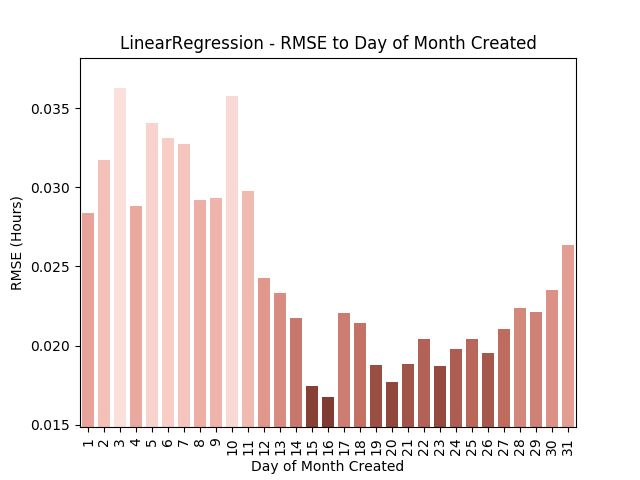 LinearRegression - RMSE to Day of Month Created
RMSE (Hours)
0.035
0.030
0.025
0.020
0.015
1 2 3 4 5 6 7 8 9 10 11 12 13 14 15 16 17 18 19 20 21 22 23 24 25 26 27 28 29 30 31
Day of Month Created